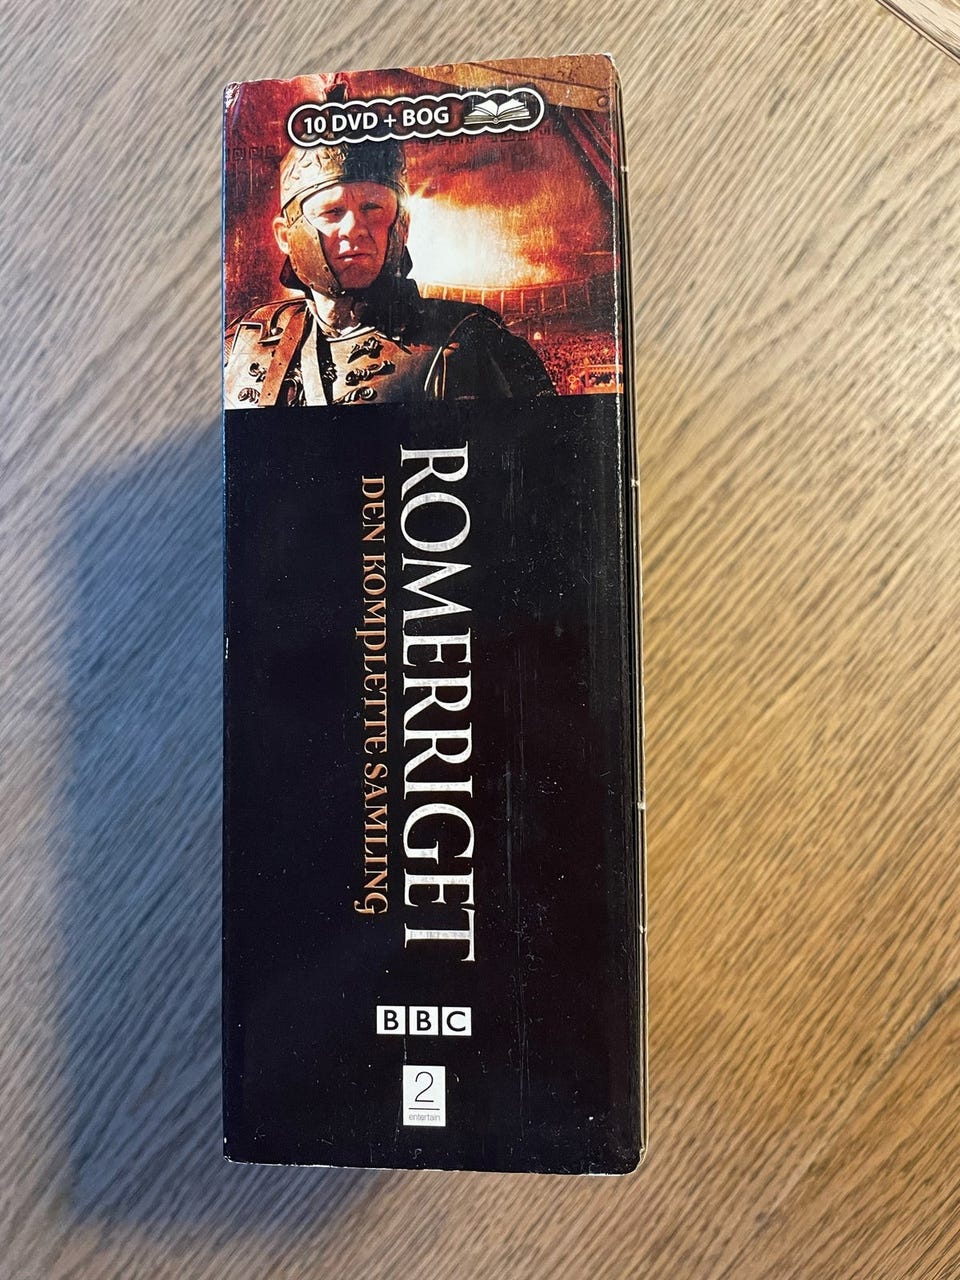 10 DVD + BOG
ROMERRIGET
DEN KOMPLETTE SAMLING
BBC
2
entertain